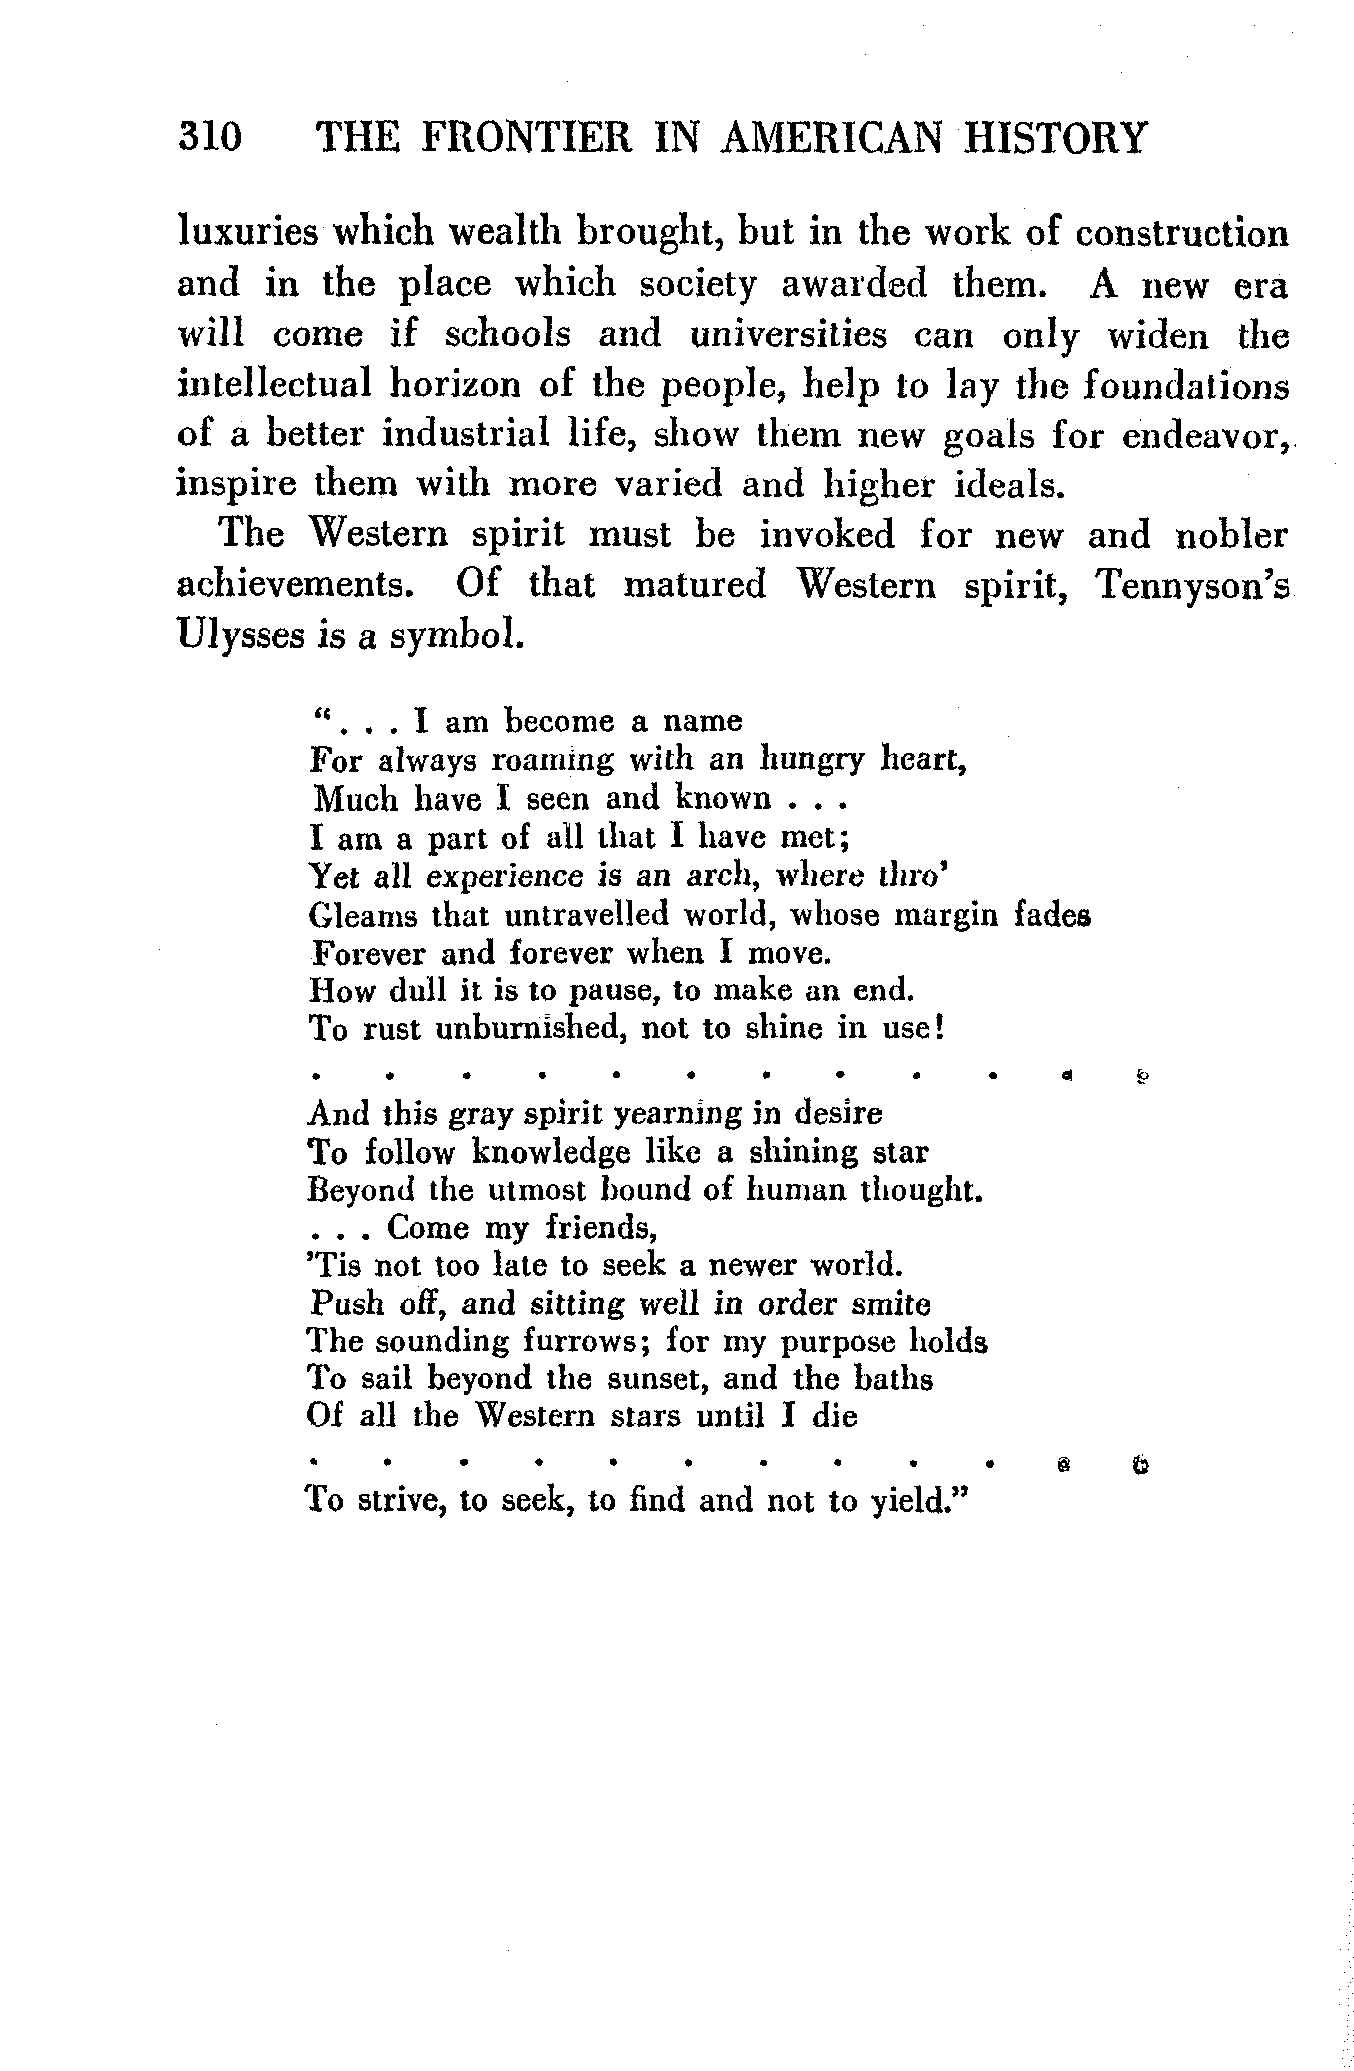 310 THE FRONTIER IN AMERICAN HISTORY
luxuries which wealth brought, but in the work of construction
and in the place which society awarded them. A new era
will come if schools and universities can only widen the
intellectual horizon of the people, help to lay the foundations
of a better industrial life, show them new goals for endeavor,
inspire them with more varied and higher ideals.
The Western spirit must be invoked for new and nobler
achievements. Of that matured Western spirit, Tennyson's
Ulysses is a symbol.
". . . I am become a name
For always roaming with an hungry heart,
Much have I seen and known . . .
I am a part of all that I have met;
Yet all experience is an arch, where thro'
Gleams that untravelled world, whose margin fades
Forever and forever when I move.
How dull it is to pause, to make an end.
To rust unburnished, not to shine in use!
. . . . . . . . . . . .
And this gray spirit yearning in desire
To follow knowledge like a shining star
Beyond the utmost bound of human thought.
. . . Come my friends,
'Tis not too late to seek a newer world.
Push off, and sitting well in order smite
The sounding furrows; for my purpose holds
To sail beyond the sunset, and the baths
Of all the Western stars until I die
. . . . . . . . . . . .
To strive, to seek, to find and not to yield."